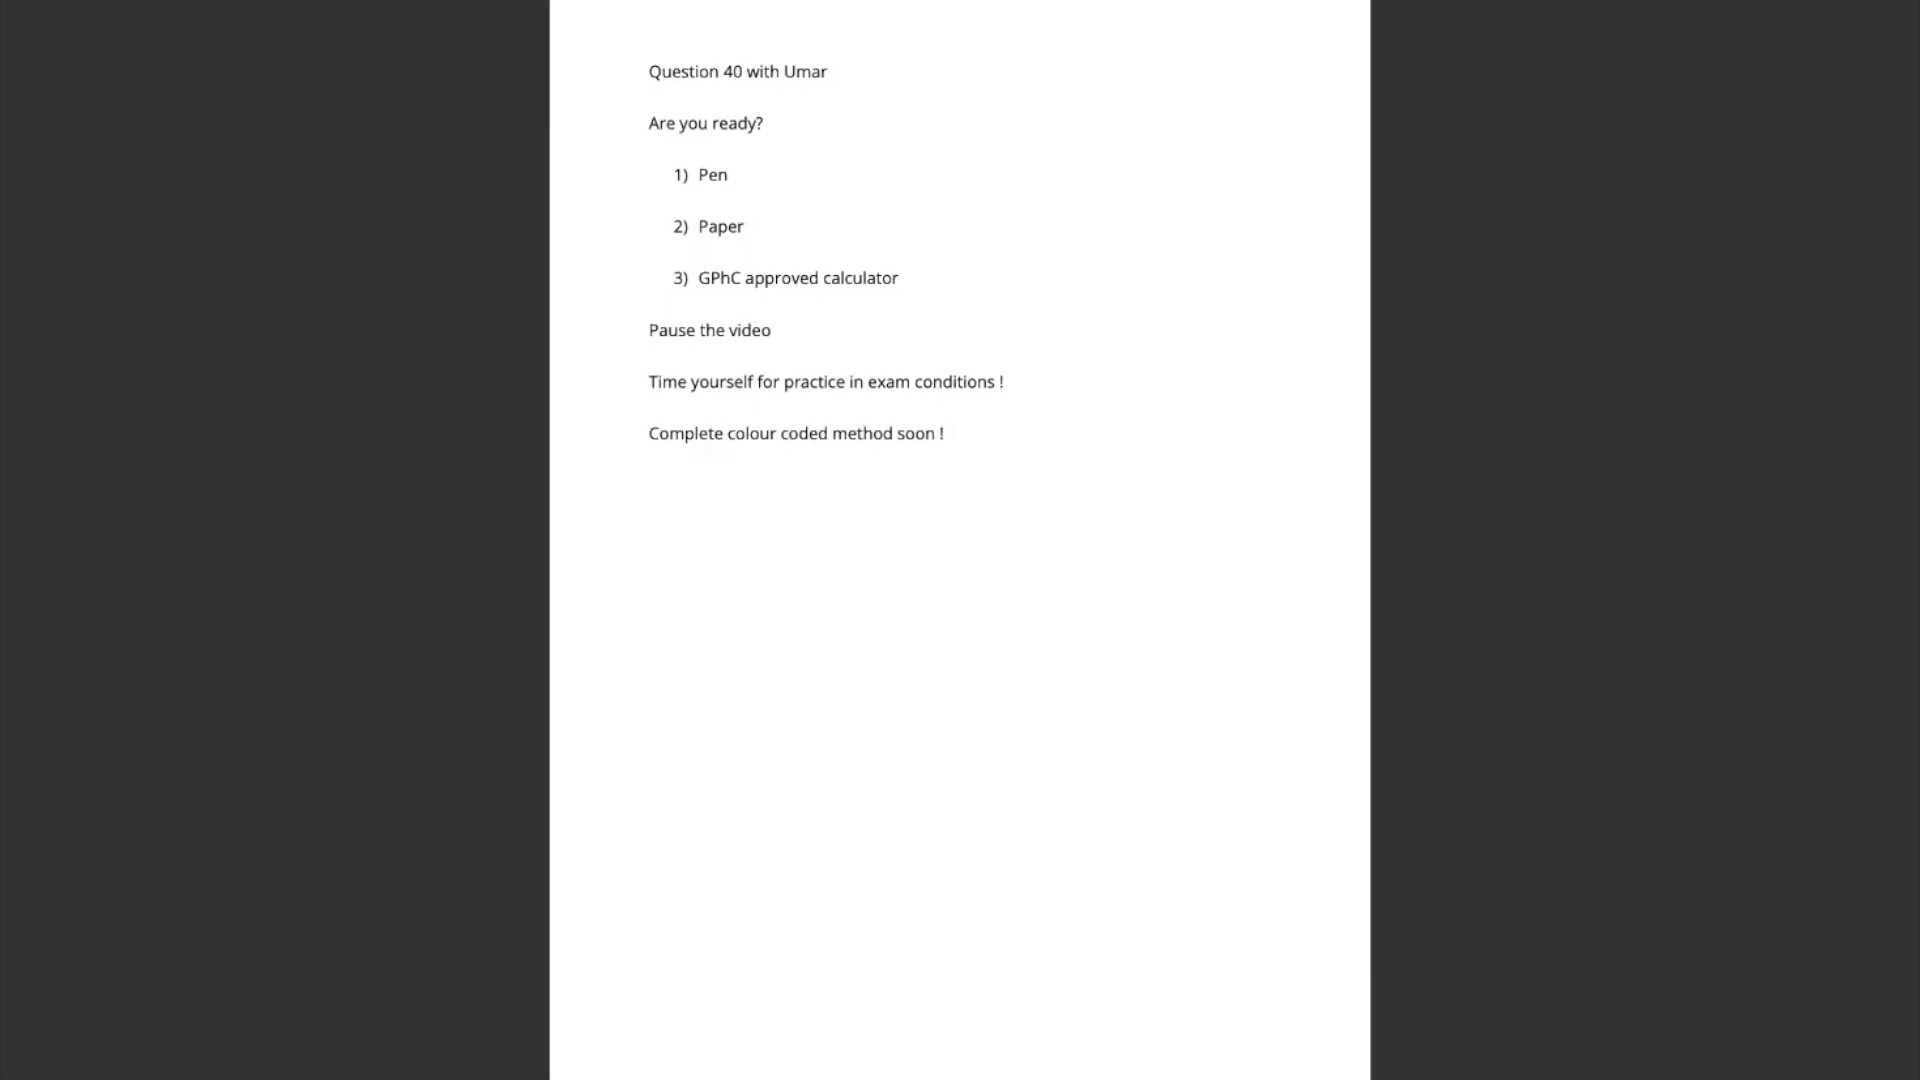 Question 40 with Umar
Are you ready?
1) Pen
2) Paper
3) GPhC approved calculator
Pause the video
Time yourself for practice in exam conditions !
Complete colour coded method soon !